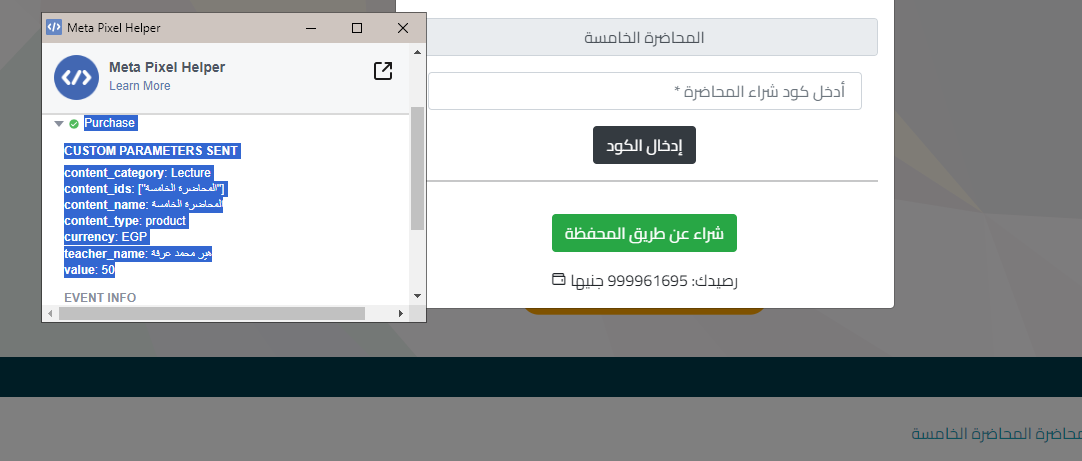 Meta Pixel Helper
Meta Pixel Helper
Learn More
Purchase
CUSTOM PARAMETERS SENT
content_category: Lecture
content_ids: ["المحاضرة الخامسة"]
content_name: المحاضرة الخامسة
content_type: product
currency: EGP
teacher_name: هير محمد عرفة
value: 50
EVENT INFO
المحاضرة الخامسة
أدخل كود شراء المحاضرة *
إدخال الكود
شراء عن طريق المحفظة
رصيدك: 999961695 جنيها
المحاضرة الخامسة